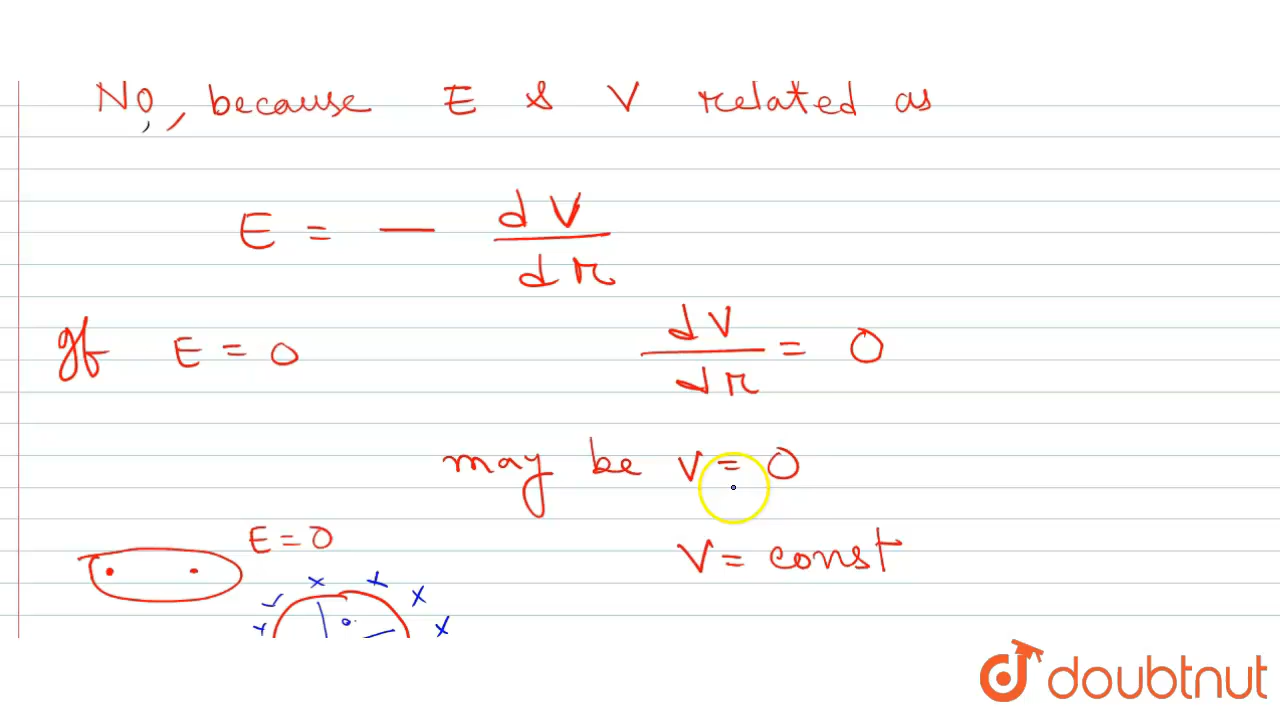 No, because E & V related as
E = - dV/dr
If E = 0 dV/dr = 0
may be V = 0
E = 0
V = const
doubtnut